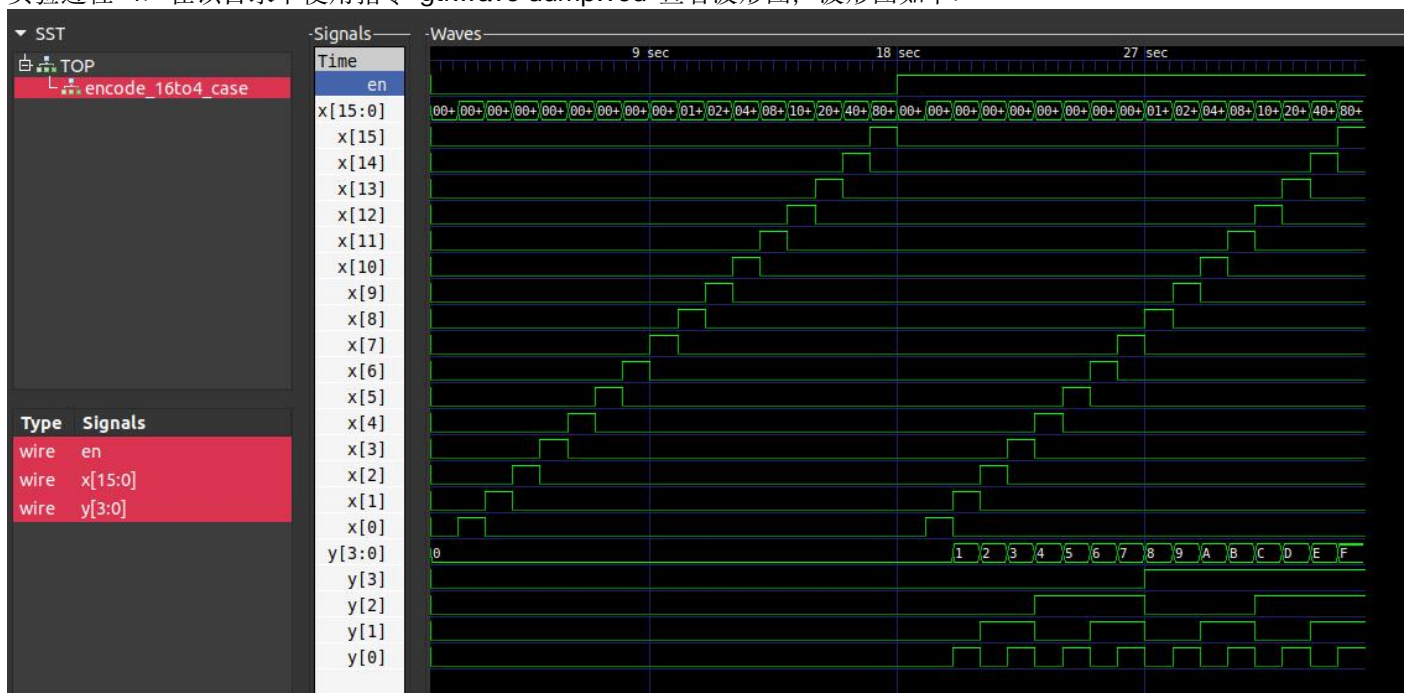 SST
Signals
Waves
TOP
encode_16to4_case
Time
9 sec
18 sec
27 sec
en
x[15:0]
00+ 00+ 00+ 00+ 00+ 00+ 00+ 00+ 00+ 01+ 02+ 04+ 08+ 10+ 20+ 40+ 80+ 00+ 00+ 00+ 00+ 00+ 00+ 00+ 00+ 00+ 01+ 02+ 04+ 08+ 10+ 20+ 40+ 80+
x[15]
x[14]
x[13]
x[12]
x[11]
x[10]
x[9]
x[8]
x[7]
x[6]
x[5]
x[4]
x[3]
x[2]
x[1]
x[0]
y[3:0]
0 1 2 3 4 5 6 7 8 9 A B C D E F
y[3]
y[2]
y[1]
y[0]
Type Signals
wire en
wire x[15:0]
wire y[3:0]